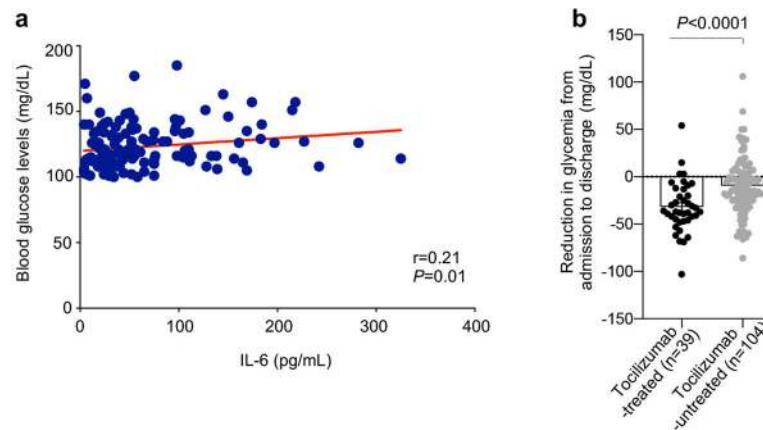 a
Blood glucose levels (mg/dL)
200
150
100
50
0
r=0.21
P=0.01
0
100
200
300
400
IL-6 (pg/mL)
b
P<0.0001
Reduction in glycemia from
admission to discharge (mg/dL)
150
100
50
0
-50
-100
-150
Tocilizumab
-treated (n=39)
Tocilizumab
-untreated (n=104)